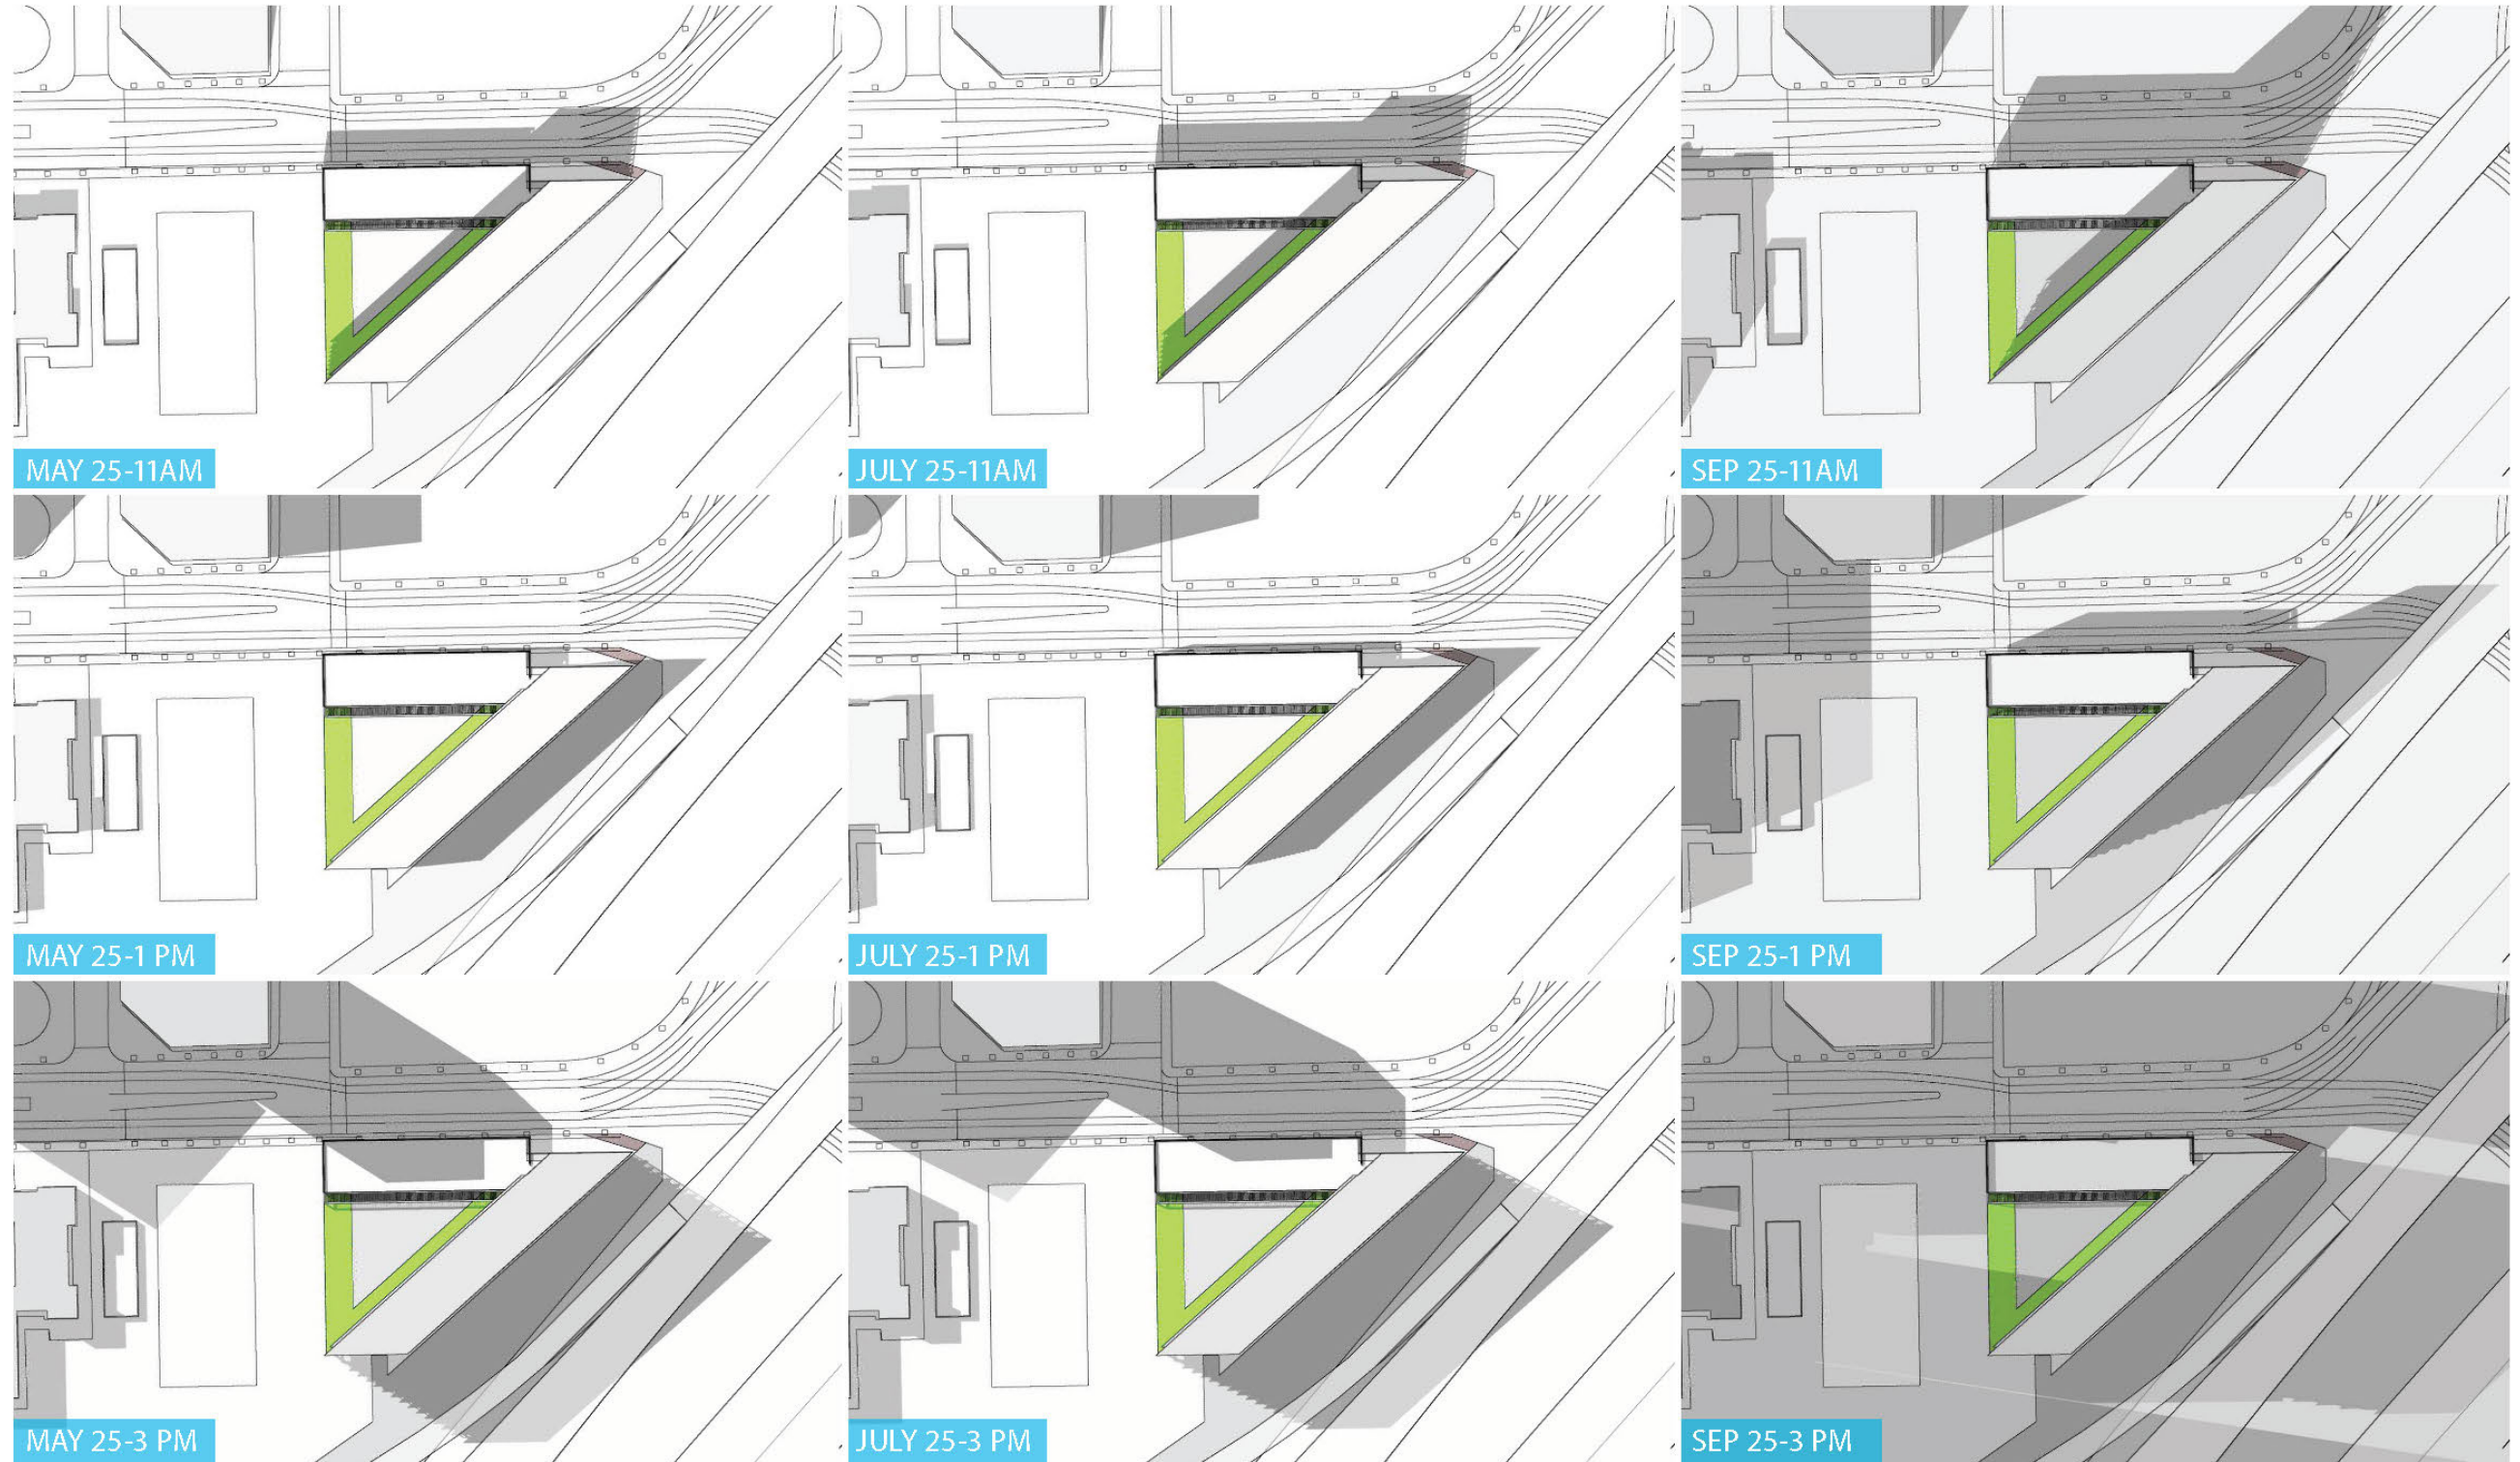 MAY 25-11AM
JULY 25-11AM
SEP 25-11AM
MAY 25-1 PM
JULY 25-1 PM
SEP 25-1 PM
MAY 25-3 PM
JULY 25-3 PM
SEP 25-3 PM